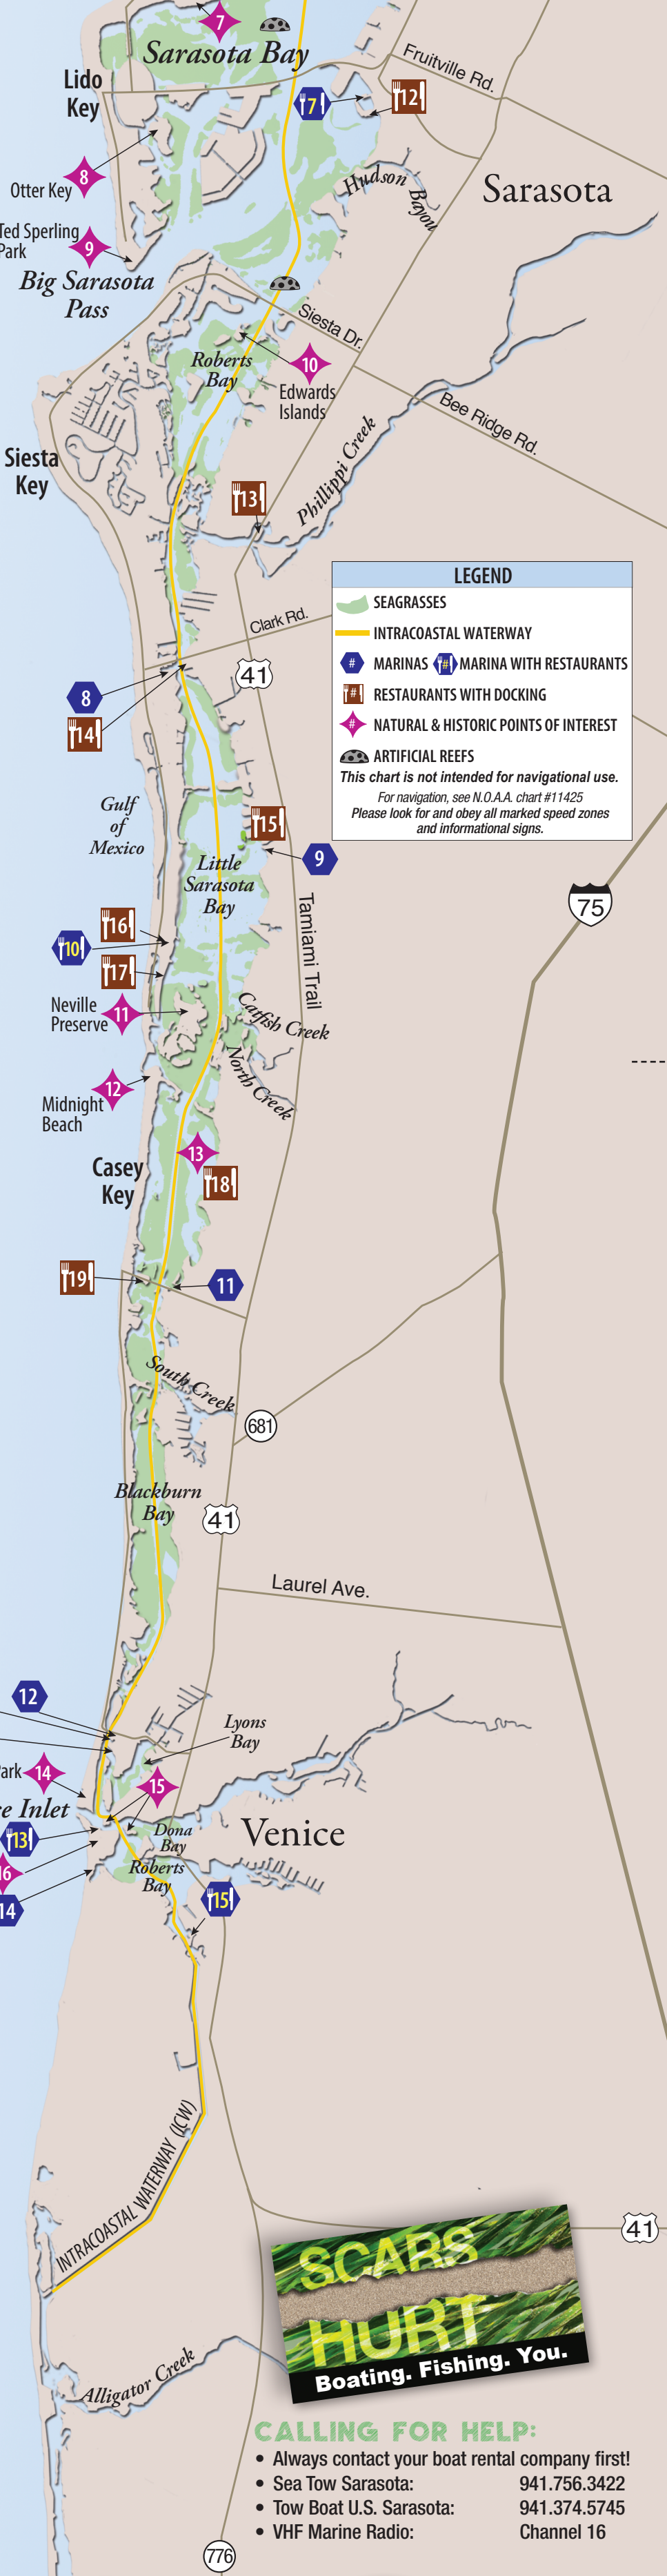 7
Sarasota Bay
Lido
Key
Fruitville Rd.
7
12
8
Otter Key
Hudson
Bayou
Sarasota
Ted Sperling
Park
9
Big Sarasota
Pass
Siesta Dr.
Roberts
Bay
10
Edwards
Islands
Bee Ridge Rd.
Siesta
Key
Phillippi Creek
13
LEGEND
SEAGRASSES
INTRACOASTAL WATERWAY
# MARINAS # MARINA WITH RESTAURANTS
# RESTAURANTS WITH DOCKING
# NATURAL & HISTORIC POINTS OF INTEREST
ARTIFICIAL REEFS
This chart is not intended for navigational use.
For navigation, see N.O.A.A. chart #11425
Please look for and obey all marked speed zones
and informational signs.
Clark Rd.
41
8
14
Gulf
of
Mexico
15
9
Little
Sarasota
Bay
Tamiami Trail
75
16
10
17
Neville
Preserve
11
Catfish Creek
North Creek
12
Midnight
Beach
13
18
Casey
Key
19
11
South Creek
681
Blackburn
Bay
41
Laurel Ave.
12
Lyons
Bay
Park
14
15
e Inlet
13
Dona
Bay
Venice
16
Roberts
Bay
14
15
INTRACOASTAL WATERWAY (ICW)
41
SCARS
HURT
Boating. Fishing. You.
Alligator Creek
CALLING FOR HELP:
• Always contact your boat rental company first!
• Sea Tow Sarasota: 941.756.3422
• Tow Boat U.S. Sarasota: 941.374.5745
• VHF Marine Radio: Channel 16
776